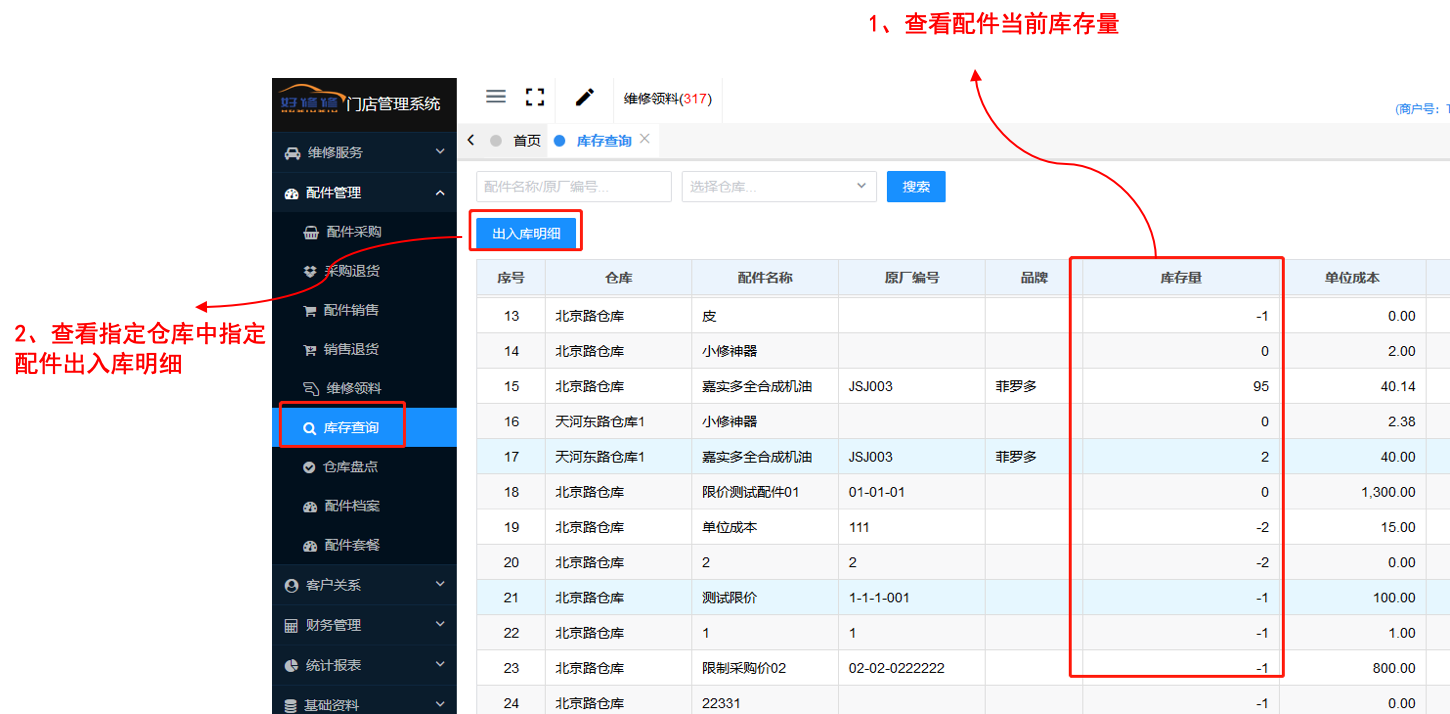 1、查看配件当前库存量
好修修 门店管理系统
维修领料(317)
(商户号:
首页
库存查询
维修服务
配件管理
配件采购
采购退货
配件销售
销售退货
维修领料
库存查询
仓库盘点
配件档案
配件套餐
客户关系
财务管理
统计报表
基础资料
2、查看指定仓库中指定
配件出入库明细
配件名称/原厂编号... 选择仓库... 搜索
出入库明细
序号 仓库 配件名称 原厂编号 品牌 库存量 单位成本
13 北京路仓库 皮 -1 0.00
14 北京路仓库 小修神器 0 2.00
15 北京路仓库 嘉实多全合成机油 JSJ003 菲罗多 95 40.14
16 天河东路仓库1 小修神器 0 2.38
17 天河东路仓库1 嘉实多全合成机油 JSJ003 菲罗多 2 40.00
18 北京路仓库 限价测试配件01 01-01-01 0 1,300.00
19 北京路仓库 单位成本 111 -2 15.00
20 北京路仓库 2 2 -2 0.00
21 北京路仓库 测试限价 1-1-1-001 -1 100.00
22 北京路仓库 1 1 -1 1.00
23 北京路仓库 限制采购价02 02-02-0222222 -1 800.00
24 北京路仓库 22331 -1 0.00